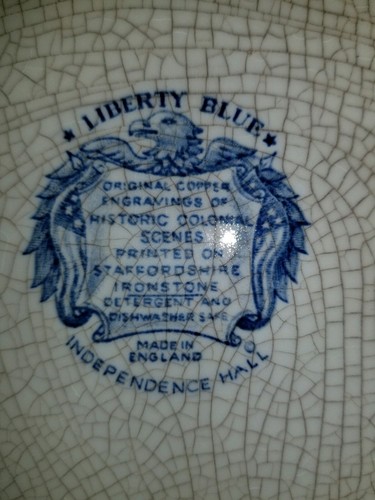 ★ LIBERTY BLUE ★
ORIGINAL COPPER
ENGRAVINGS OF
HISTORIC COLONIAL
SCENES
PRINTED ON
STAFFORDSHIRE
IRONSTONE
DETERGENT AND
DISHWASHER SAFE
MADE IN
ENGLAND
INDEPENDENCE HALL